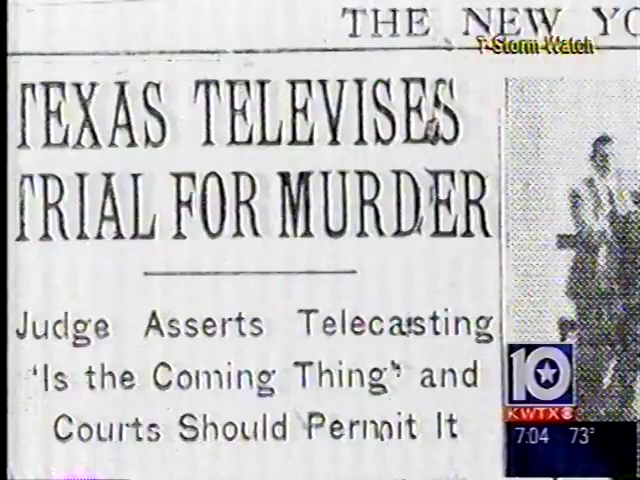 THE NEW YO
T-Storm Watch
TEXAS TELEVISES
TRIAL FOR MURDER
Judge Asserts Telecasting
'Is the Coming Thing' and
Courts Should Permit It
10
KWTX
7:04 73°